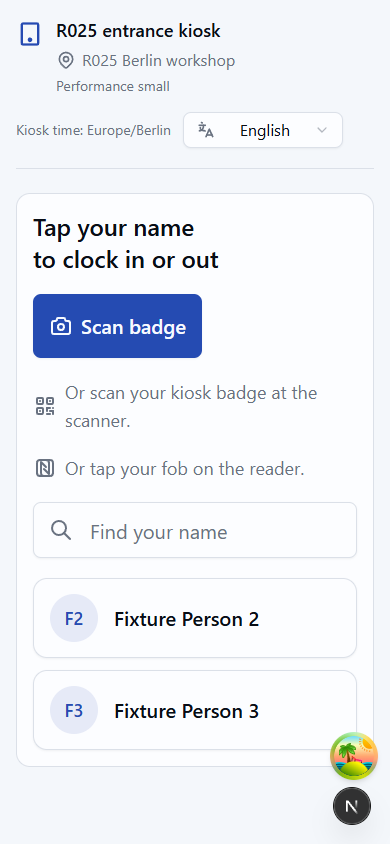 R025 entrance kiosk
R025 Berlin workshop
Performance small
Kiosk time: Europe/Berlin
English
Tap your name
to clock in or out
Scan badge
Or scan your kiosk badge at the
scanner.
Or tap your fob on the reader.
Find your name
F2
Fixture Person 2
F3
Fixture Person 3
N